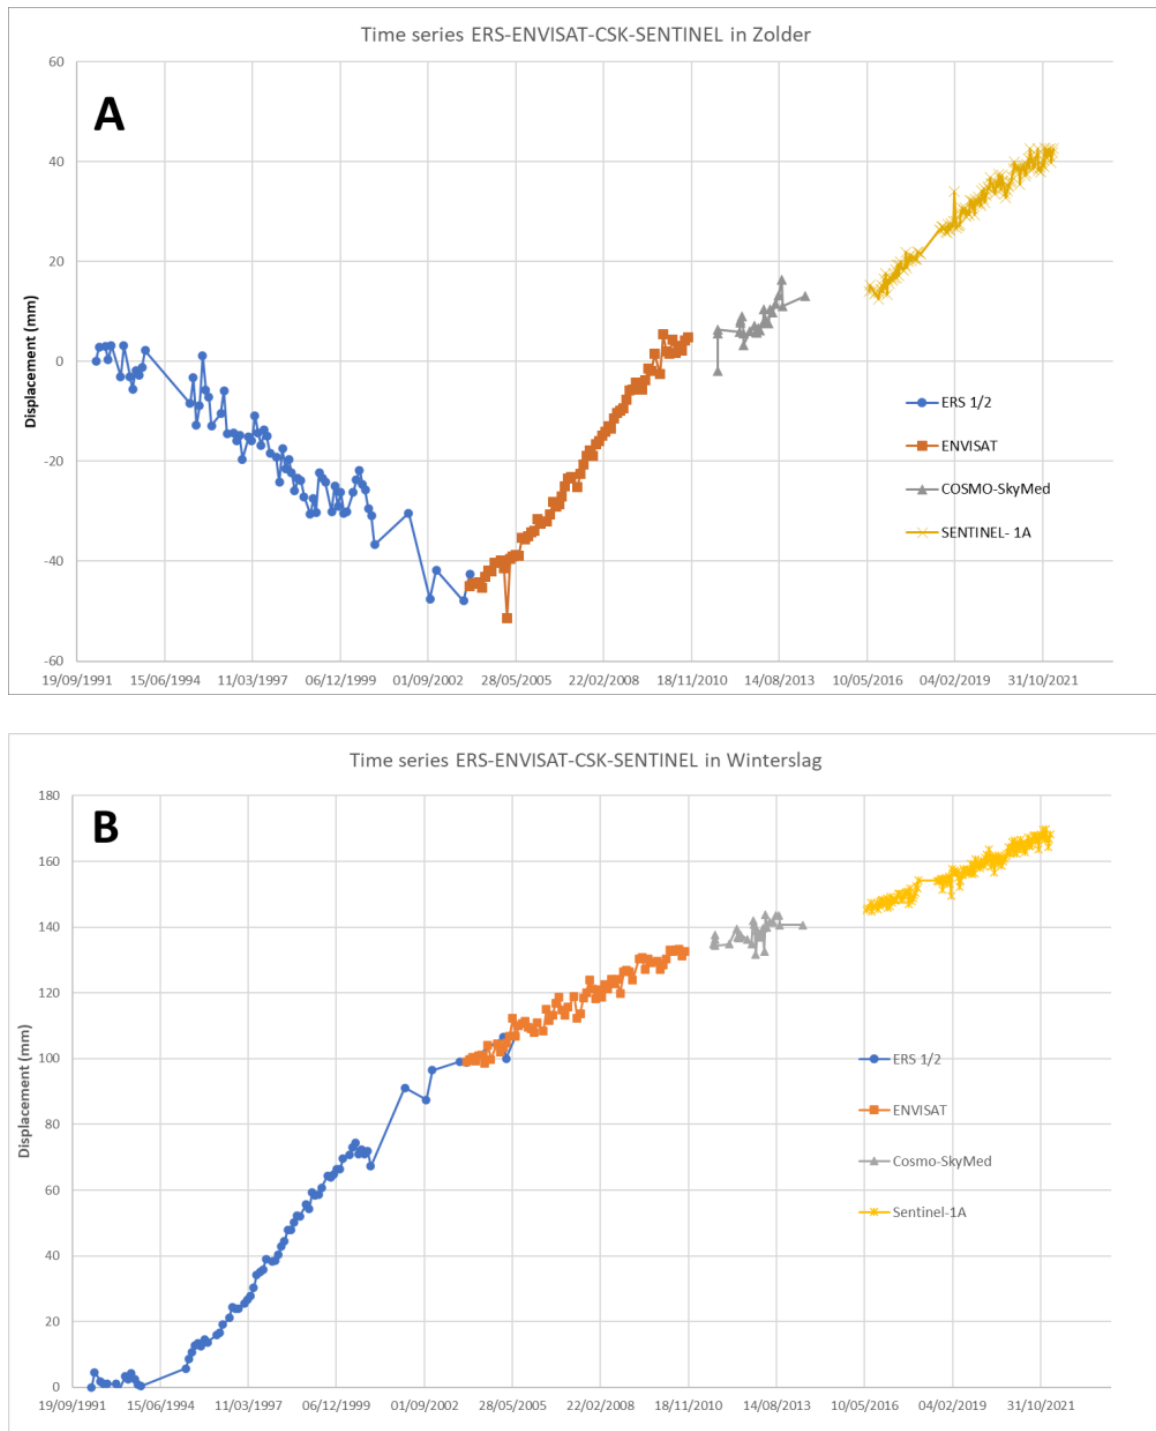 Time series ERS-ENVISAT-CSK-SENTINEL in Zolder
A
Displacement (mm)
60
40
20
0
-20
-40
-60
19/09/1991 15/06/1994 11/03/1997 06/12/1999 01/09/2002 28/05/2005 22/02/2008 18/11/2010 14/08/2013 10/05/2016 04/02/2019 31/10/2021
ERS 1/2
ENVISAT
COSMO-SkyMed
SENTINEL- 1A
Time series ERS-ENVISAT-CSK-SENTINEL in Winterslag
B
Displacement (mm)
180
160
140
120
100
80
60
40
20
0
19/09/1991 15/06/1994 11/03/1997 06/12/1999 01/09/2002 28/05/2005 22/02/2008 18/11/2010 14/08/2013 10/05/2016 04/02/2019 31/10/2021
ERS 1/2
ENVISAT
Cosmo-SkyMed
Sentinel-1A